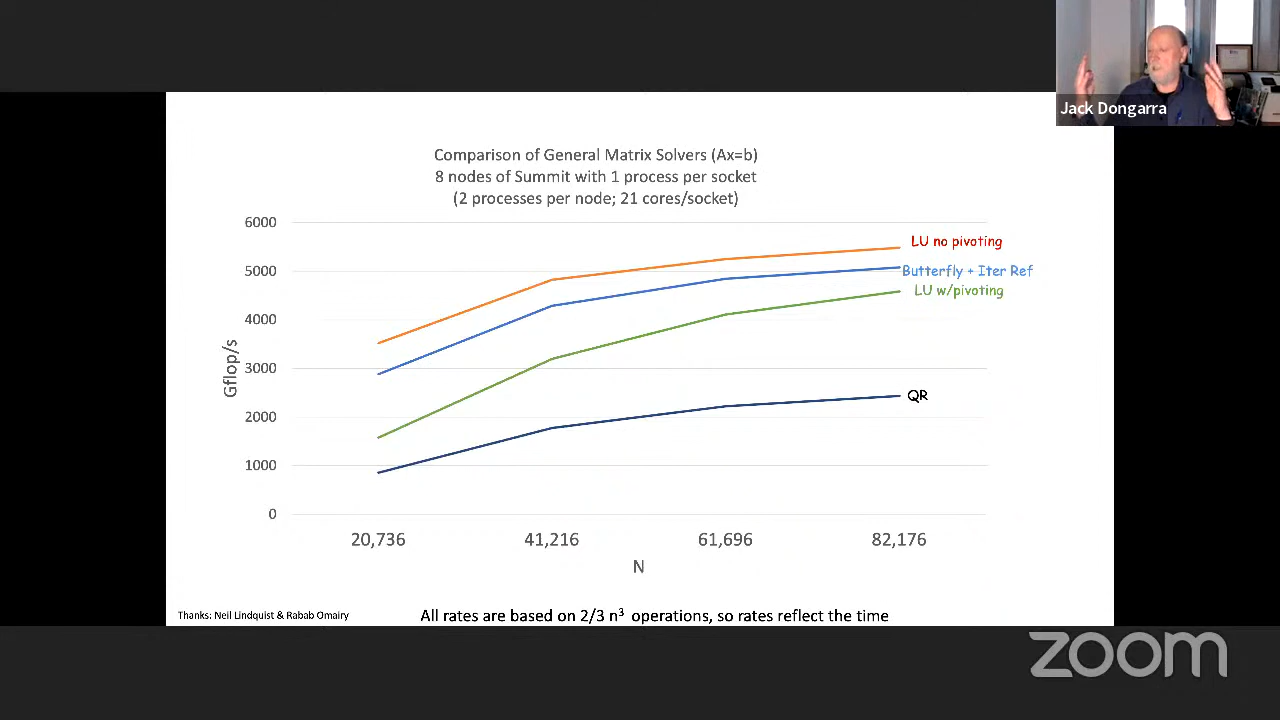 Jack Dongarra
Comparison of General Matrix Solvers (Ax=b)
8 nodes of Summit with 1 process per socket
(2 processes per node; 21 cores/socket)
6000
5000
4000
3000
2000
1000
0
Gflop/s
LU no pivoting
Butterfly + Iter Ref
LU w/pivoting
QR
20,736 41,216 61,696 82,176
N
Thanks: Neil Lindquist & Rabab Omairy
All rates are based on 2/3 n³ operations, so rates reflect the time
zoom